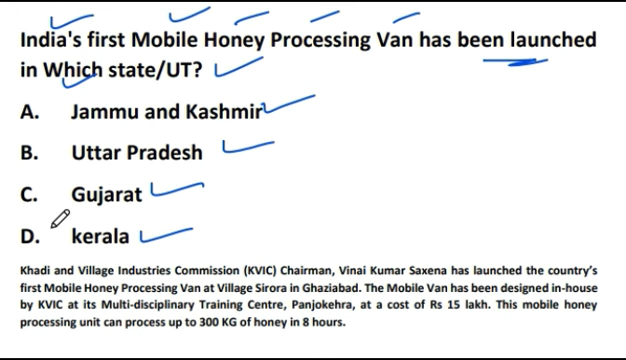 India's first Mobile Honey Processing Van has been launched
in Which state/UT?
A. Jammu and Kashmir
B. Uttar Pradesh
C. Gujarat
D. kerala
Khadi and Village Industries Commission (KVIC) Chairman, Vinai Kumar Saxena has launched the country's
first Mobile Honey Processing Van at Village Sirora in Ghaziabad. The Mobile Van has been designed in-house
by KVIC at its Multi-disciplinary Training Centre, Panjokehra, at a cost of Rs 15 lakh. This mobile honey
processing unit can process up to 300 KG of honey in 8 hours.